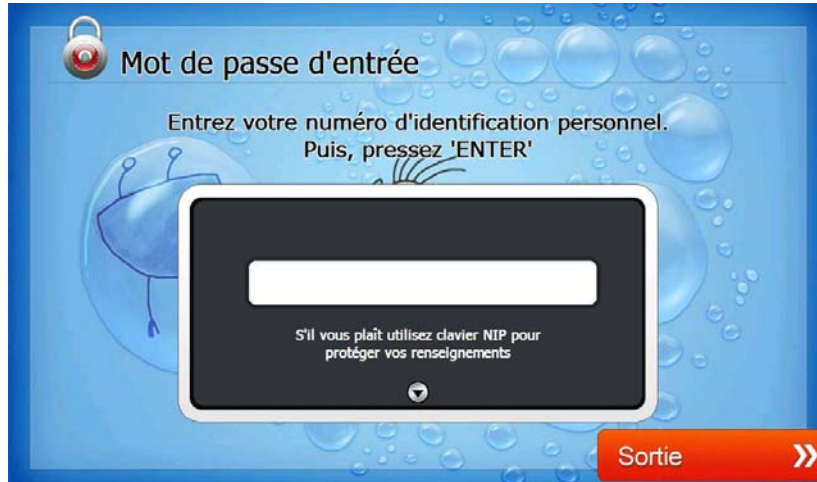 Mot de passe d'entrée
Entrez votre numéro d'identification personnel.
Puis, pressez 'ENTER'
S'il vous plaît utilisez clavier NIP pour
protéger vos renseignements
Sortie